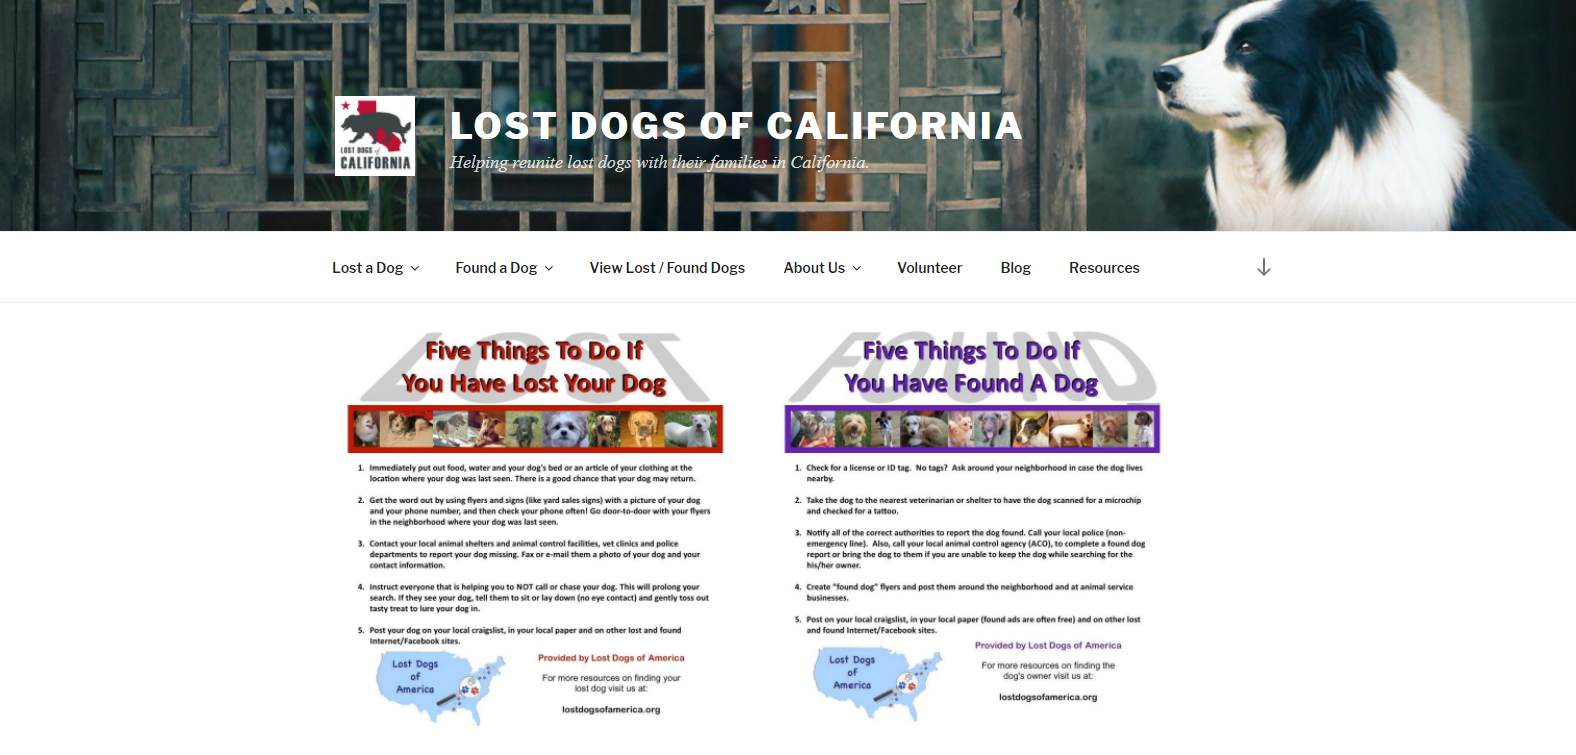 LOST DOGS of
CALIFORNIA
LOST DOGS OF CALIFORNIA
Helping reunite lost dogs with their families in California.
Lost a Dog
Found a Dog
View Lost / Found Dogs
About Us
Volunteer
Blog
Resources
LOST
Five Things To Do If
You Have Lost Your Dog
1. Immediately put out food, water and your dog's bed or an article of your clothing at the
location where your dog was last seen. There is a good chance that your dog may return.
2. Get the word out by using flyers and signs (like yard sales signs) with a picture of your dog
and your phone number, and then check your phone often! Go door-to-door with your flyers
in the neighborhood where your dog was last seen.
3. Contact your local animal shelters and animal control facilities, vet clinics and police
departments to report your dog missing. Fax or e-mail them a photo of your dog and your
contact information.
4. Instruct everyone that is helping you to NOT call or chase your dog. This will prolong your
search. If they see your dog, tell them to sit or lay down (no eye contact) and gently toss out
tasty treat to lure your dog in.
5. Post your dog on your local craigslist, in your local paper and on other lost and found
Internet/Facebook sites.
Lost Dogs
of
America
Provided by Lost Dogs of America
For more resources on finding your
lost dog visit us at:
lostdogsofamerica.org
FOUND
Five Things To Do If
You Have Found A Dog
1. Check for a license or ID tag. No tags? Ask around your neighborhood in case the dog lives
nearby.
2. Take the dog to the nearest veterinarian or shelter to have the dog scanned for a microchip
and checked for a tattoo.
3. Notify all of the correct authorities to report the dog found. Call your local police (non-
emergency line). Also, call your local animal control agency (ACO), to complete a found dog
report or bring the dog to them if you are unable to keep the dog while searching for the
his/her owner.
4. Create "found dog" flyers and post them around the neighborhood and at animal service
businesses.
5. Post on your local craigslist, in your local paper (found ads are often free) and on other lost
and found Internet/Facebook sites.
Lost Dogs
of
America
Provided by Lost Dogs of America
For more resources on finding the
dog's owner visit us at:
lostdogsofamerica.org